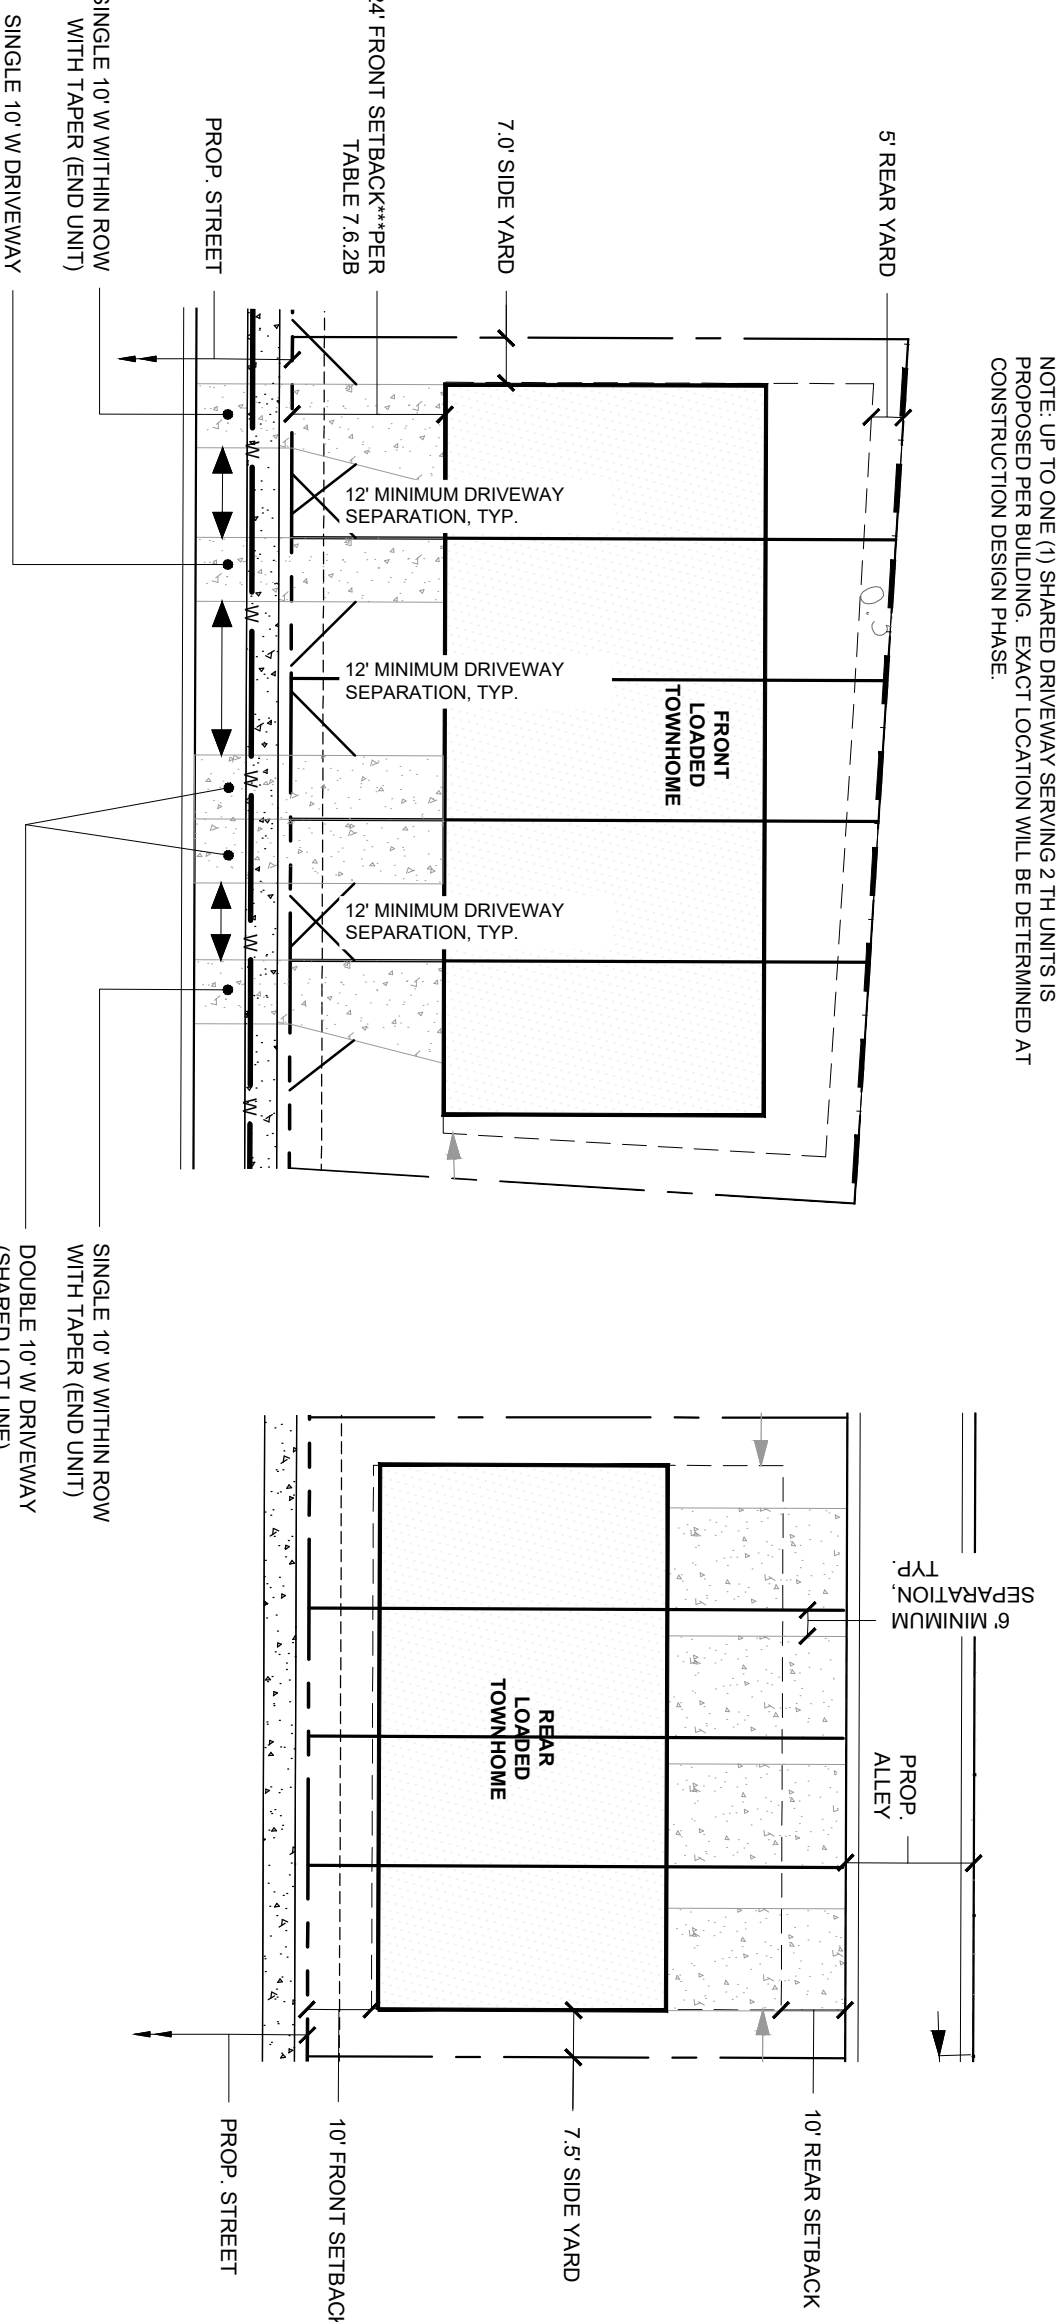 NOTE: UP TO ONE (1) SHARED DRIVEWAY SERVING 2 TH UNITS IS
PROPOSED PER BUILDING. EXACT LOCATION WILL BE DETERMINED AT
CONSTRUCTION DESIGN PHASE.
5' REAR YARD
7.0' SIDE YARD
24' FRONT SETBACK***PER
TABLE 7.6.2B
PROP. STREET
SINGLE 10' W WITHIN ROW
WITH TAPER (END UNIT)
SINGLE 10' W DRIVEWAY
0.5
FRONT
LOADED
TOWNHOME
12' MINIMUM DRIVEWAY
SEPARATION, TYP.
12' MINIMUM DRIVEWAY
SEPARATION, TYP.
12' MINIMUM DRIVEWAY
SEPARATION, TYP.
W
W
W
W
W
SINGLE 10' W WITHIN ROW
WITH TAPER (END UNIT)
DOUBLE 10' W DRIVEWAY
(SHARED LOT LINE)
6' MINIMUM
SEPARATION,
TYP.
PROP.
ALLEY
REAR
LOADED
TOWNHOME
10' REAR SETBACK
7.5' SIDE YARD
10' FRONT SETBACK
PROP. STREET